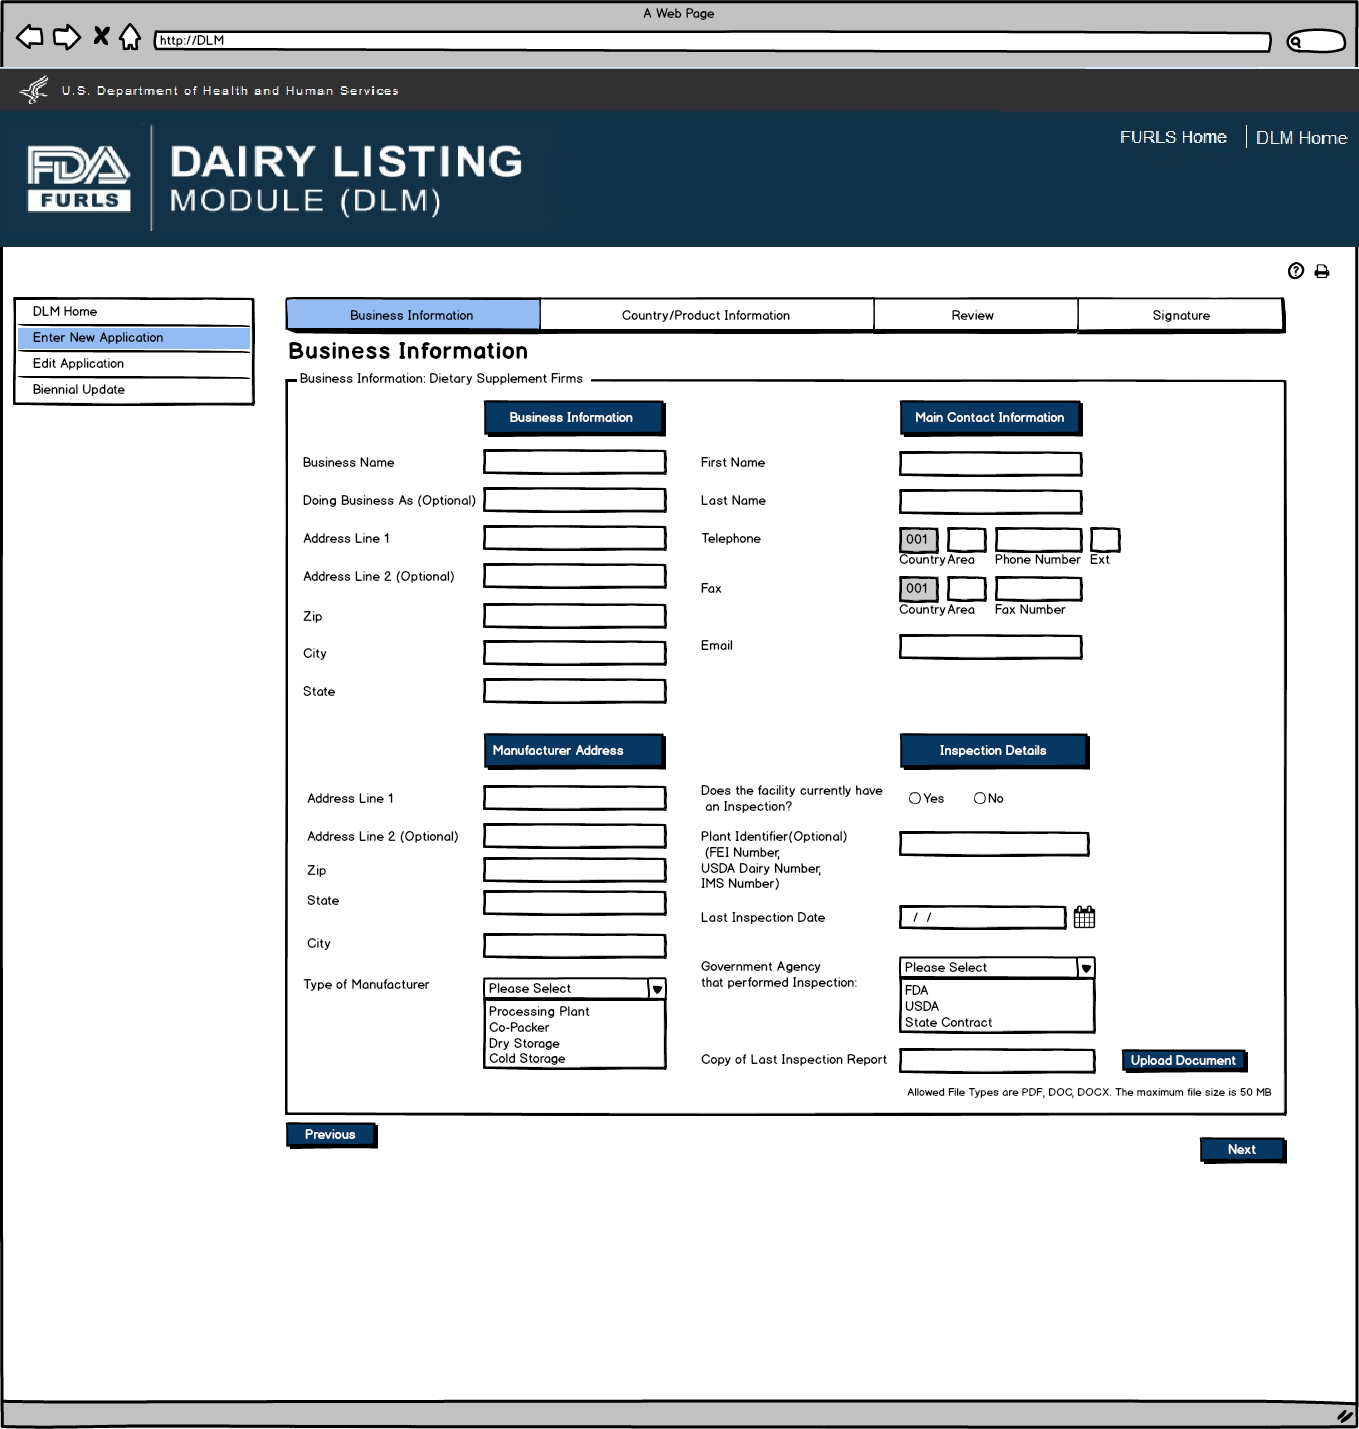 A Web Page
http://DLM
U.S. Department of Health and Human Services
FURLS Home
DLM Home
FDA
FURLS
DAIRY LISTING
MODULE (DLM)
?
DLM Home
Enter New Application
Edit Application
Biennial Update
Business Information
Country/Product Information
Review
Signature
Business Information
Business Information: Dietary Supplement Firms
Business Information
Business Name
Doing Business As (Optional)
Address Line 1
Address Line 2 (Optional)
Zip
City
State
Main Contact Information
First Name
Last Name
Telephone
001
Country Area Phone Number Ext
Fax
001
Country Area Fax Number
Email
Manufacturer Address
Address Line 1
Address Line 2 (Optional)
Zip
State
City
Type of Manufacturer
Please Select
Processing Plant
Co-Packer
Dry Storage
Cold Storage
Inspection Details
Does the facility currently have
an Inspection?
Yes No
Plant Identifier(Optional)
(FEI Number,
USDA Dairy Number,
IMS Number)
Last Inspection Date
/ /
Government Agency
that performed Inspection:
Please Select
FDA
USDA
State Contract
Copy of Last Inspection Report
Upload Document
Allowed File Types are PDF, DOC, DOCX. The maximum file size is 50 MB
Previous
Next